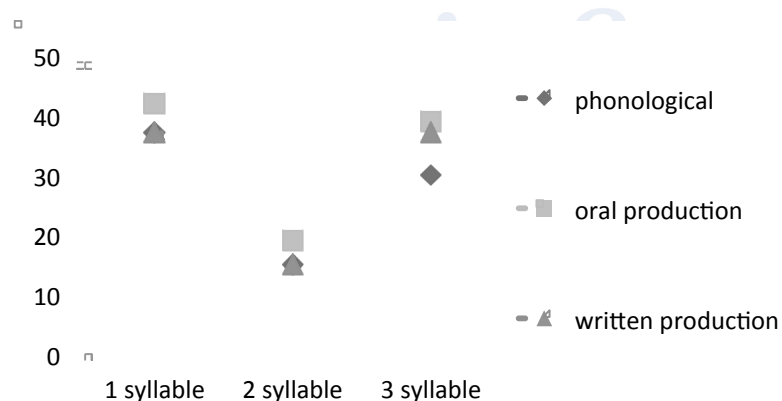 50
40
30
20
10
0
1 syllable 2 syllable 3 syllable
phonological
oral production
written production